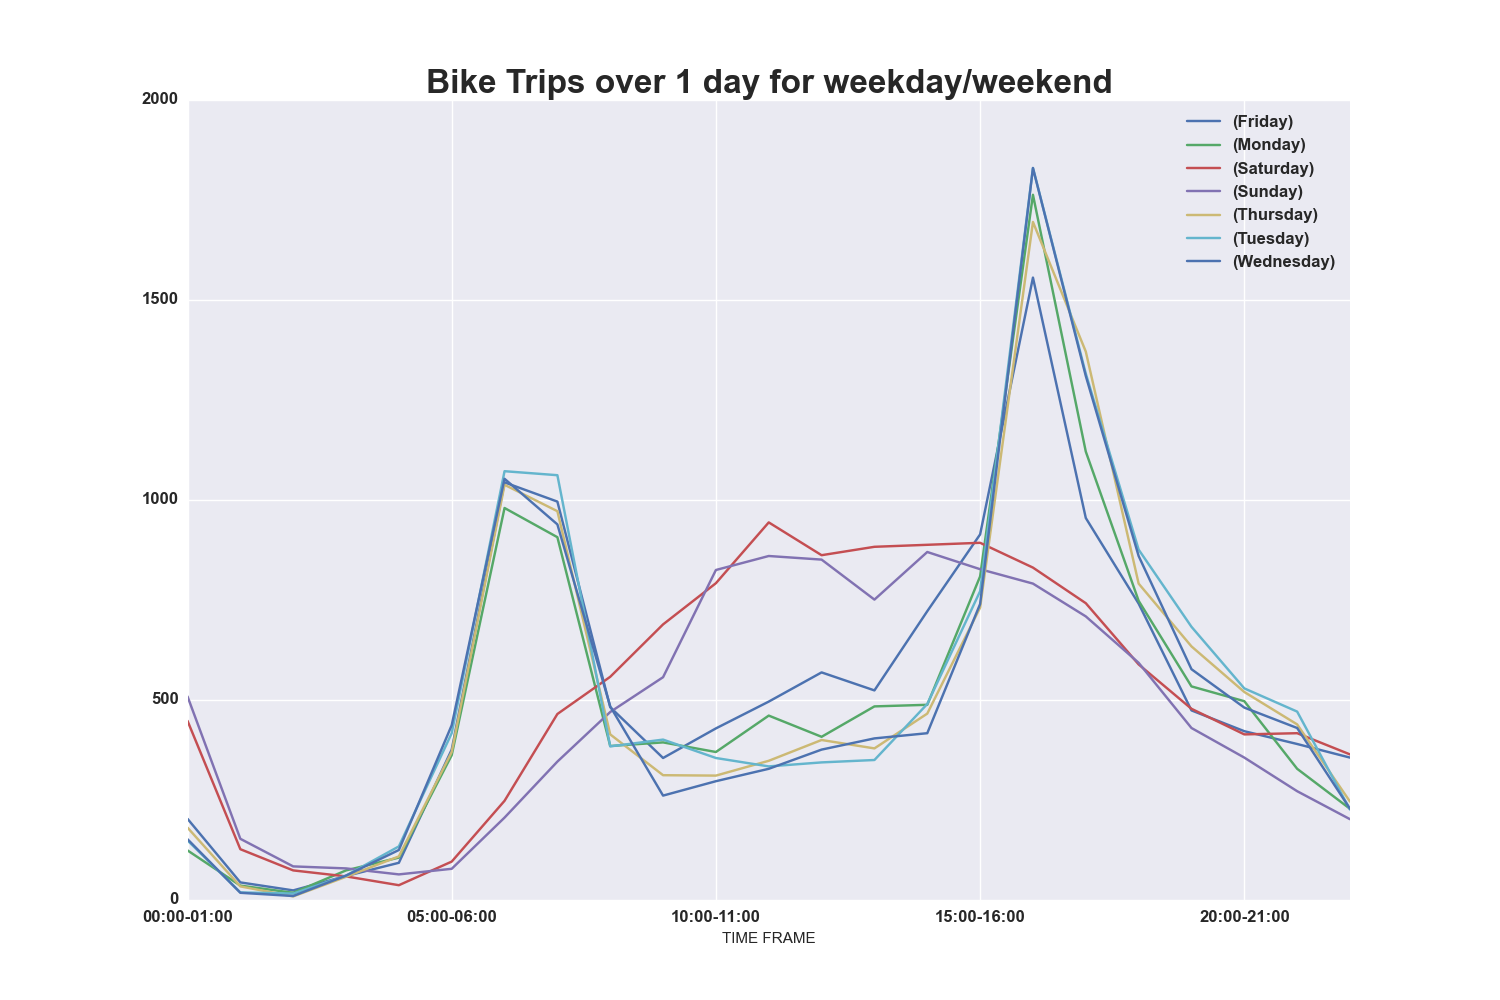 Bike Trips over 1 day for weekday/weekend
2000
(Friday)
(Monday)
(Saturday)
(Sunday)
(Thursday)
(Tuesday)
(Wednesday)
1500
1000
500
0
00:00-01:00 05:00-06:00 10:00-11:00 15:00-16:00 20:00-21:00
TIME FRAME